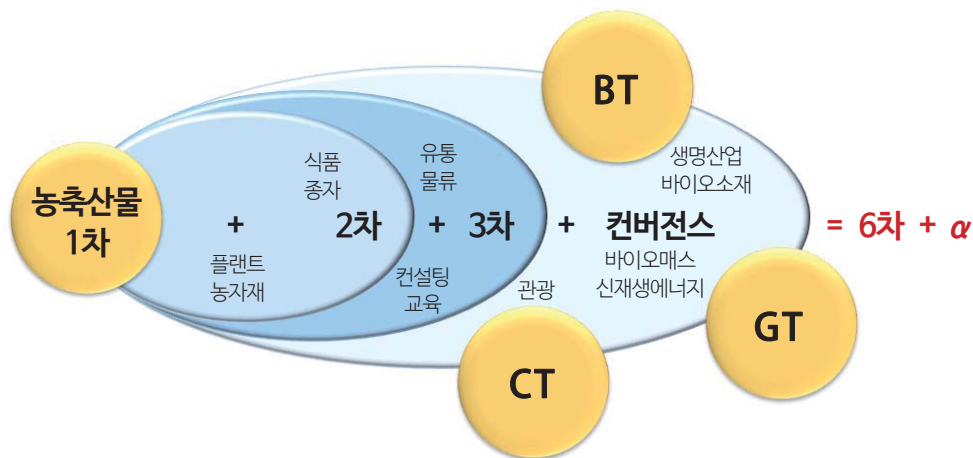 BT
생명산업
바이오소재
식품
종자
유통
물류
농축산물
1차
+ 2차 + 3차 + 컨버전스 = 6차 + α
플랜트
농자재
컨설팅
교육
관광
바이오매스
신재생에너지
GT
CT